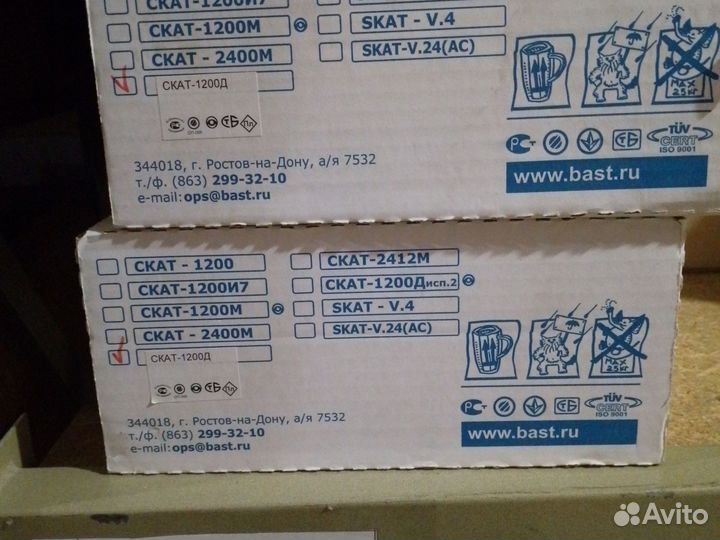 СКАТ-1200И7
СКАТ-1200М
СКАТ - 2400М
СКАТ-1200Д
SKAT - V.4
SKAT-V.24(AC)
MAX
25 КГ
TÜV
CERT
ISO 9001
344018, г. Ростов-на-Дону, а/я 7532
т./ф. (863) 299-32-10
e-mail: ops@bast.ru
www.bast.ru
СКАТ - 1200
СКАТ-1200И7
СКАТ-1200М
СКАТ - 2400М
СКАТ-1200Д
СКАТ-2412М
СКАТ-1200Дисп.2
SKAT - V.4
SKAT-V.24(AC)
MAX
25КГ
TÜV
CERT
ISO 9001
344018, г. Ростов-на-Дону, а/я 7532
т./ф. (863) 299-32-10
e-mail: ops@bast.ru
www.bast.ru
Avito